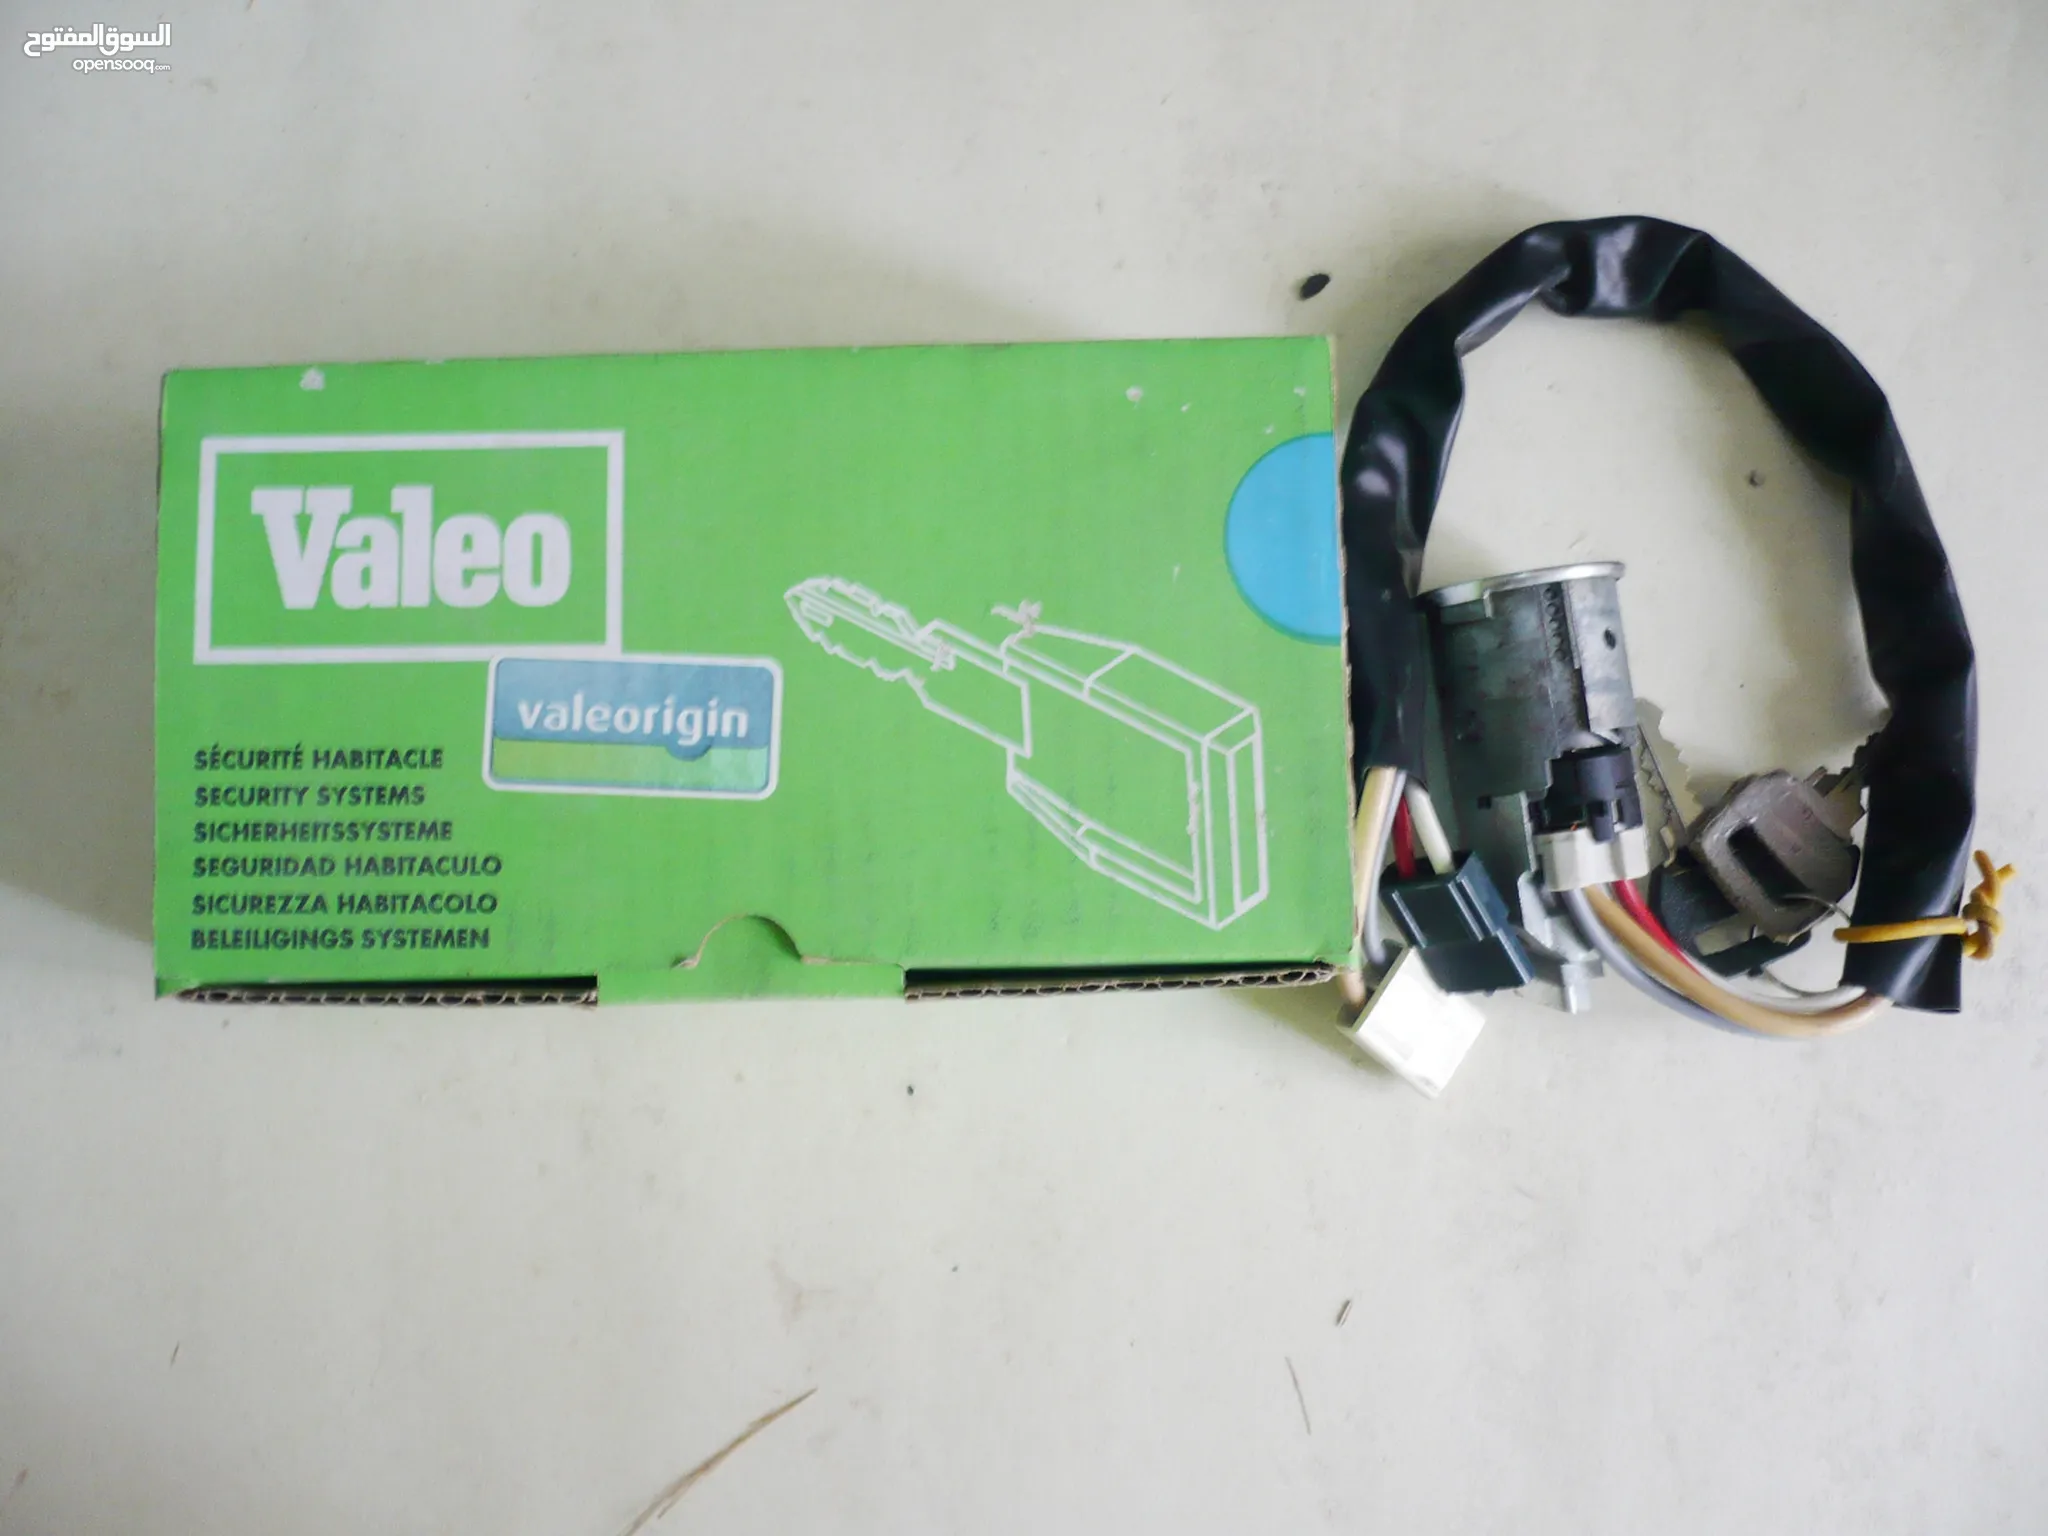 السوق المفتوح
opensooq.com
Valeo
valeorigin
SÉCURITÉ HABITACLE
SECURITY SYSTEMS
SICHERHEITSSYSTEME
SEGURIDAD HABITACULO
SICUREZZA HABITACOLO
BELEILIGINGS SYSTEMEN